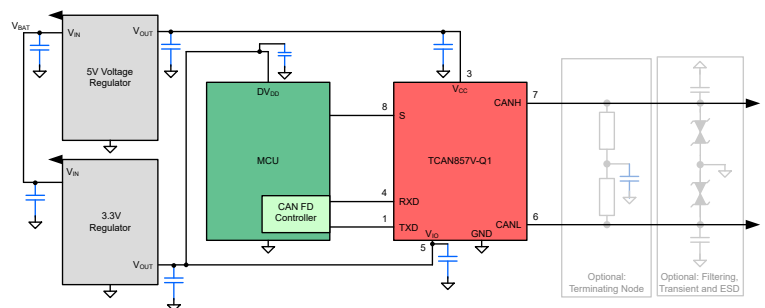 VBAT
VIN
VOUT
5V Voltage
Regulator
VIN
3.3V
Regulator
VOUT
DVDD
MCU
CAN FD
Controller
8
4
1
3
VCC
S
TCAN857V-Q1
RXD
TXD
VIO
5
GND
CANH
7
CANL
6
Optional:
Terminating Node
Optional: Filtering,
Transient and ESD